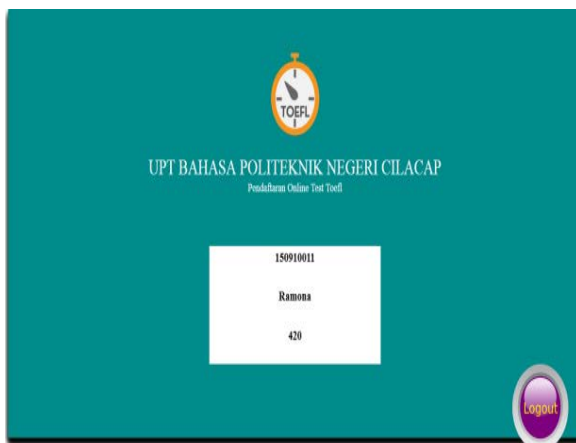 TOEFL
UPT BAHASA POLITEKNIK NEGERI CILACAP
Pendaftaran Online Test Toefl
150910011
Ramona
420
Logout